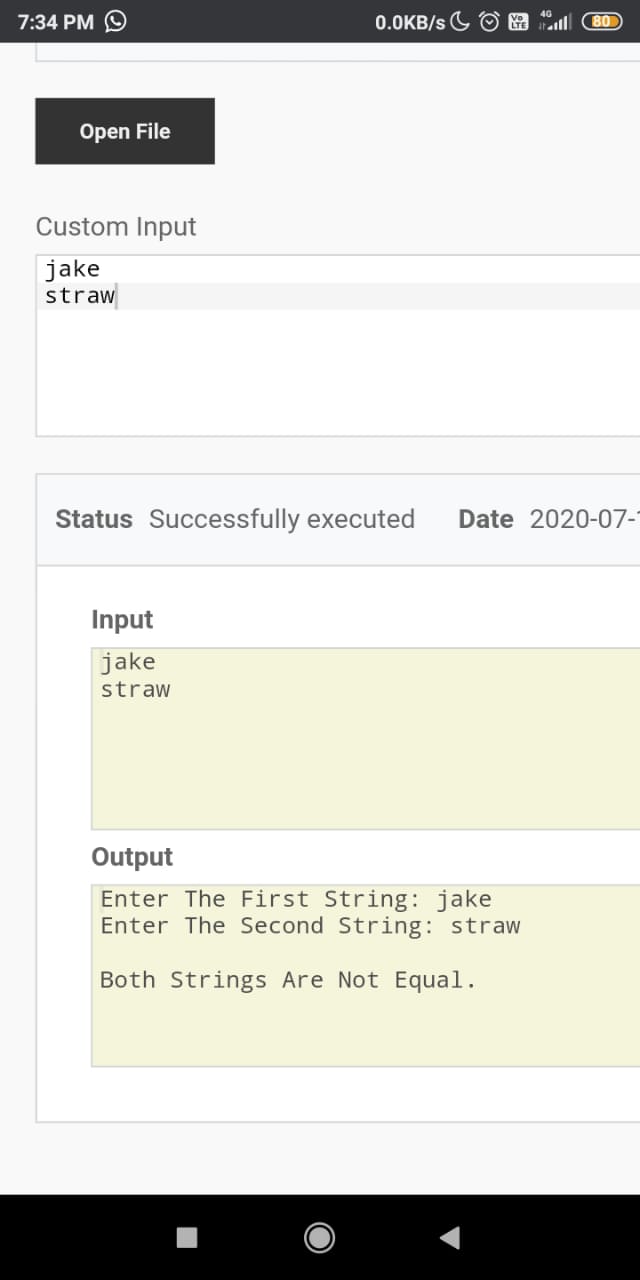 7:34 PM 0.0KB/s Vo LTE 4G 80
Open File
Custom Input
jake
straw
Status Successfully executed Date 2020-07-
Input
jake
straw
Output
Enter The First String: jake
Enter The Second String: straw
Both Strings Are Not Equal.